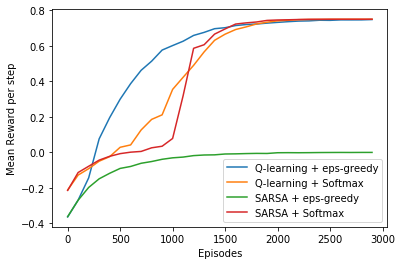 0.8
0.6
0.4
0.2
0.0
−0.2
−0.4
Mean Reward per step
Q-learning + eps-greedy
Q-learning + Softmax
SARSA + eps-greedy
SARSA + Softmax
0 500 1000 1500 2000 2500 3000
Episodes